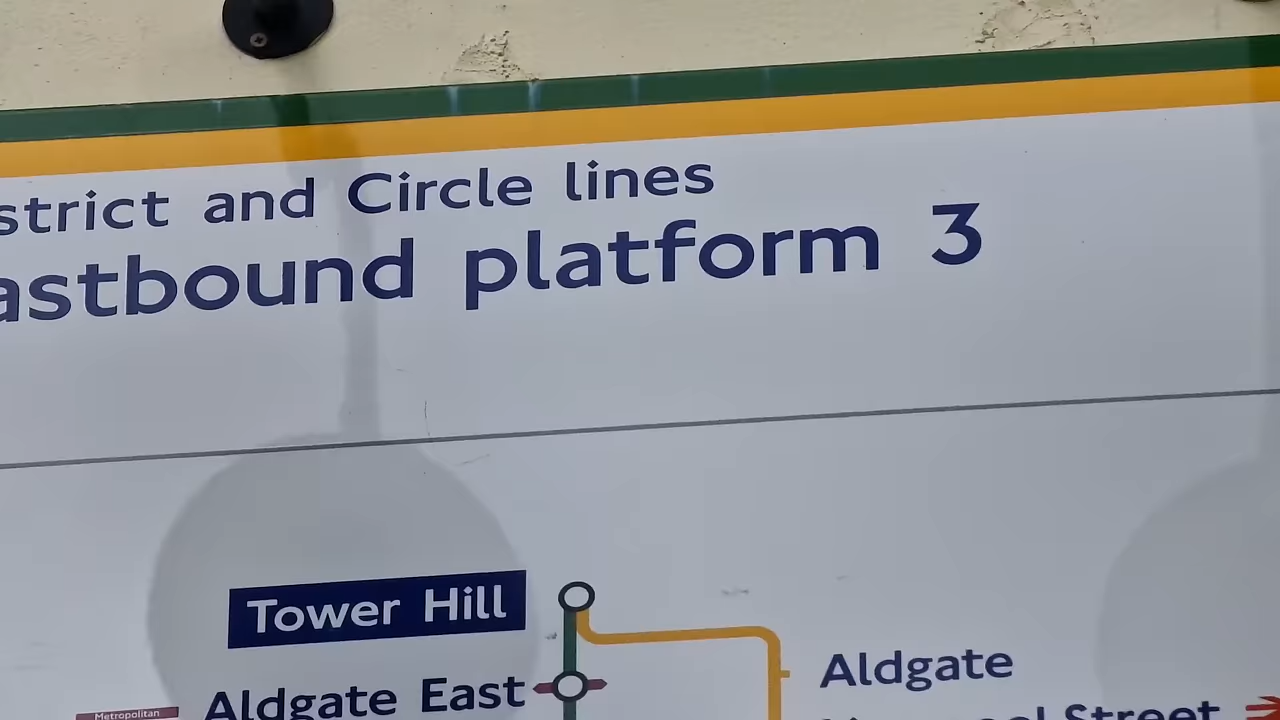 strict and Circle lines
astbound platform 3
Tower Hill
Aldgate
Aldgate East
Metropolitan
Street